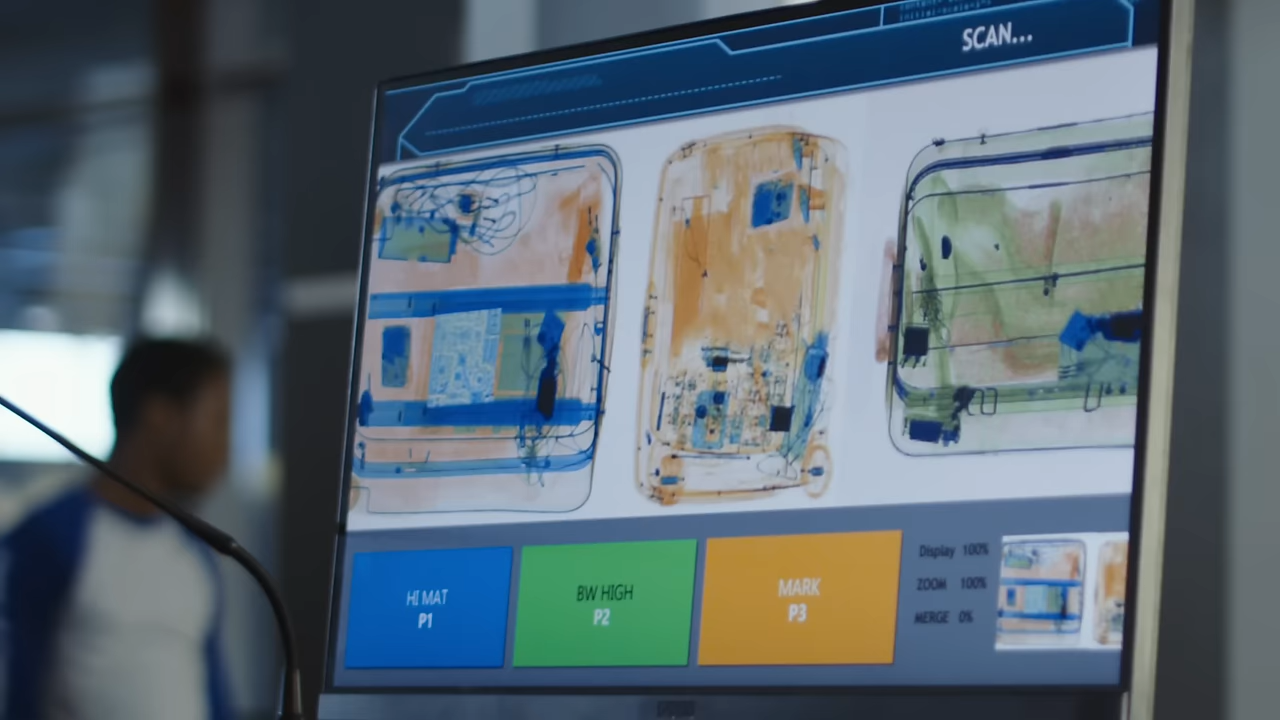 SCAN...
HI MAT
P1
BW HIGH
P2
MARK
P3
Display 100%
ZOOM 100%
MERGE 0%